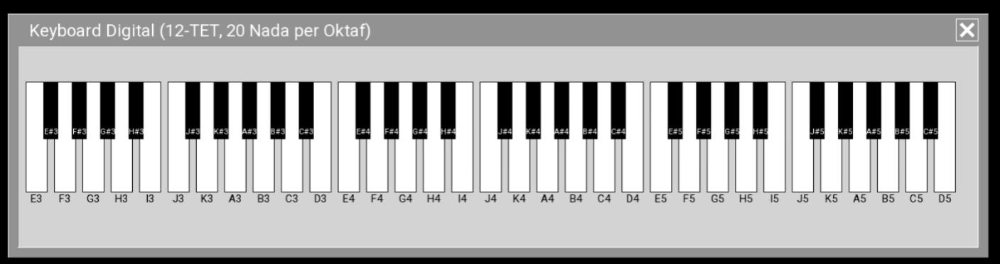 Keyboard Digital (12-TET, 20 Nada per Oktaf)
E#3 F#3 G#3 H#3 J#3 K#3 A#3 B#3 C#3 E#4 F#4 G#4 H#4 J#4 K#4 A#4 B#4 C#4 E#5 F#5 G#5 H#5 J#5 K#5 A#5 B#5 C#5
E3 F3 G3 H3 I3 J3 K3 A3 B3 C3 D3 E4 F4 G4 H4 I4 J4 K4 A4 B4 C4 D4 E5 F5 G5 H5 I5 J5 K5 A5 B5 C5 D5